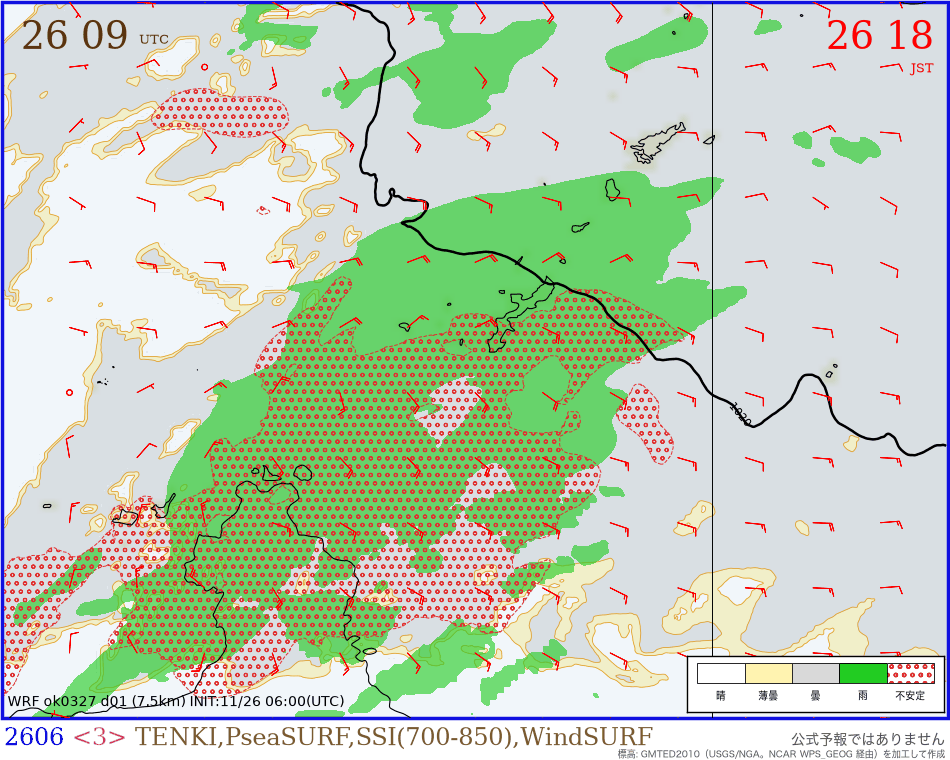 26 09 UTC
26 18
JST
1020
晴 薄曇 曇 雨 不安定
WRF ok0327 d01 (7.5km) INIT:11/26 06:00(UTC)
2606 <3> TENKI,PseaSURF,SSI(700-850),WindSURF
公式予報ではありません
標高: GMTED2010（USGS/NGA。NCAR WPS_GEOG 経由）を加工して作成